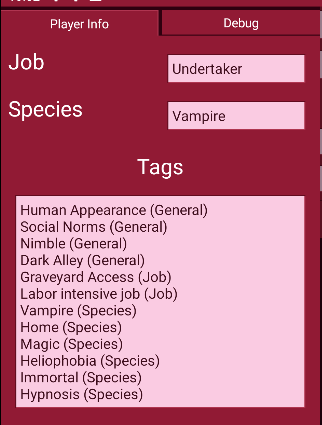 Player Info
Debug
Job
Undertaker
Species
Vampire
Tags
Human Appearance (General)
Social Norms (General)
Nimble (General)
Dark Alley (General)
Graveyard Access (Job)
Labor intensive job (Job)
Vampire (Species)
Home (Species)
Magic (Species)
Heliophobia (Species)
Immortal (Species)
Hypnosis (Species)